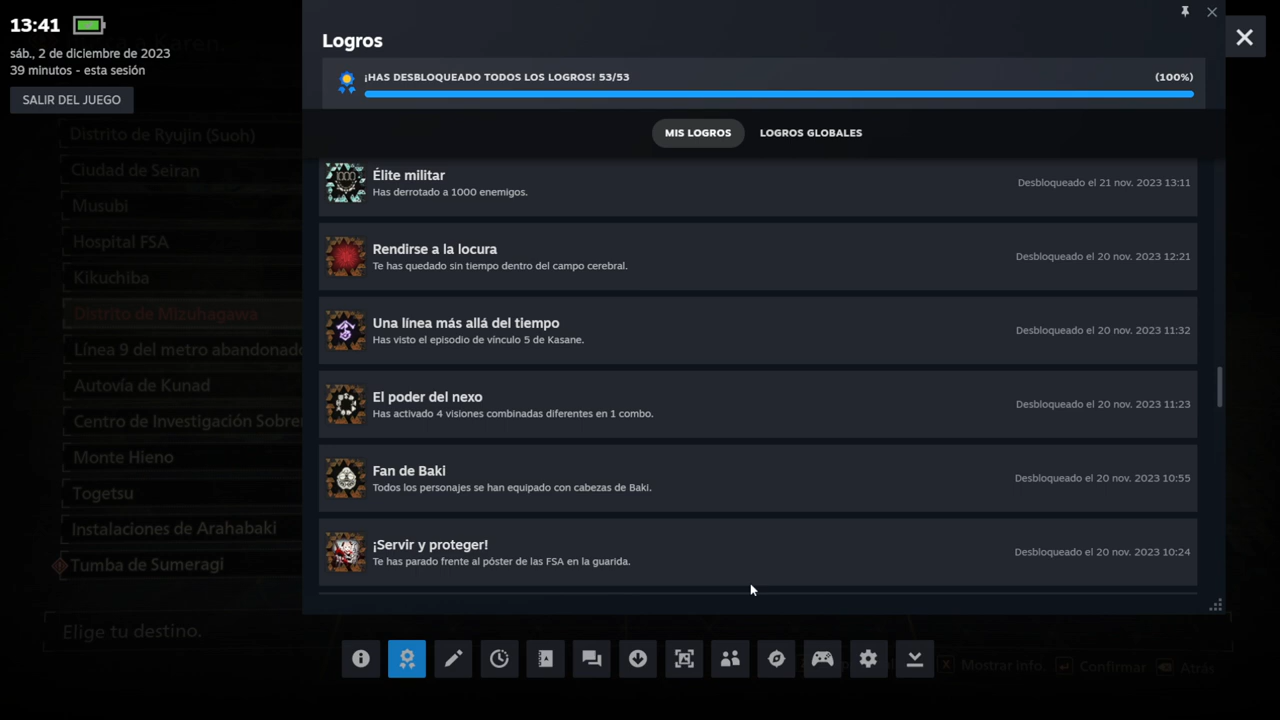 13:41
sáb., 2 de diciembre de 2023
39 minutos - esta sesión
SALIR DEL JUEGO
Distrito de Ryujin (Suoh)
Ciudad de Seiran
Musubi
Hospital FSA
Kikuchiba
Distrito de Mizuhagawa
Línea 9 del metro abandonado
Autovía de Kunad
Centro de Investigación
Monte Hieno
Togetsu
Instalaciones de Arahabaki
Tumba de Sumeragi
Elige tu destino.
Logros
¡HAS DESBLOQUEADO TODOS LOS LOGROS! 53/53 (100%)
MIS LOGROS LOGROS GLOBALES
Élite militar
Has derrotado a 1000 enemigos.
Desbloqueado el 21 nov. 2023 13:11
Rendirse a la locura
Te has quedado sin tiempo dentro del campo cerebral.
Desbloqueado el 20 nov. 2023 12:21
Una línea más allá del tiempo
Has visto el episodio de vínculo 5 de Kasane.
Desbloqueado el 20 nov. 2023 11:32
El poder del nexo
Has activado 4 visiones combinadas diferentes en 1 combo.
Desbloqueado el 20 nov. 2023 11:23
Fan de Baki
Todos los personajes se han equipado con cabezas de Baki.
Desbloqueado el 20 nov. 2023 10:55
¡Servir y proteger!
Te has parado frente al póster de las FSA en la guarida.
Desbloqueado el 20 nov. 2023 10:24
X Mostrar info Confirmar Atrás